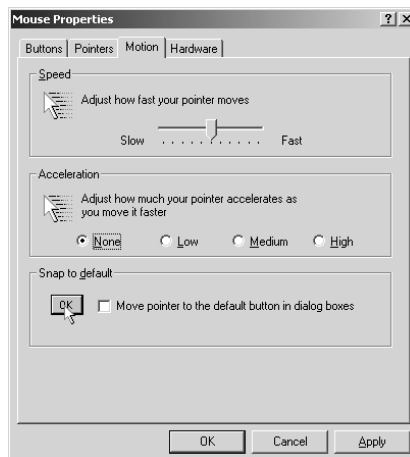 Mouse Properties
Buttons Pointers Motion Hardware
Speed
Adjust how fast your pointer moves
Slow Fast
Acceleration
Adjust how much your pointer accelerates as
you move it faster
None Low Medium High
Snap to default
OK Move pointer to the default button in dialog boxes
OK Cancel Apply